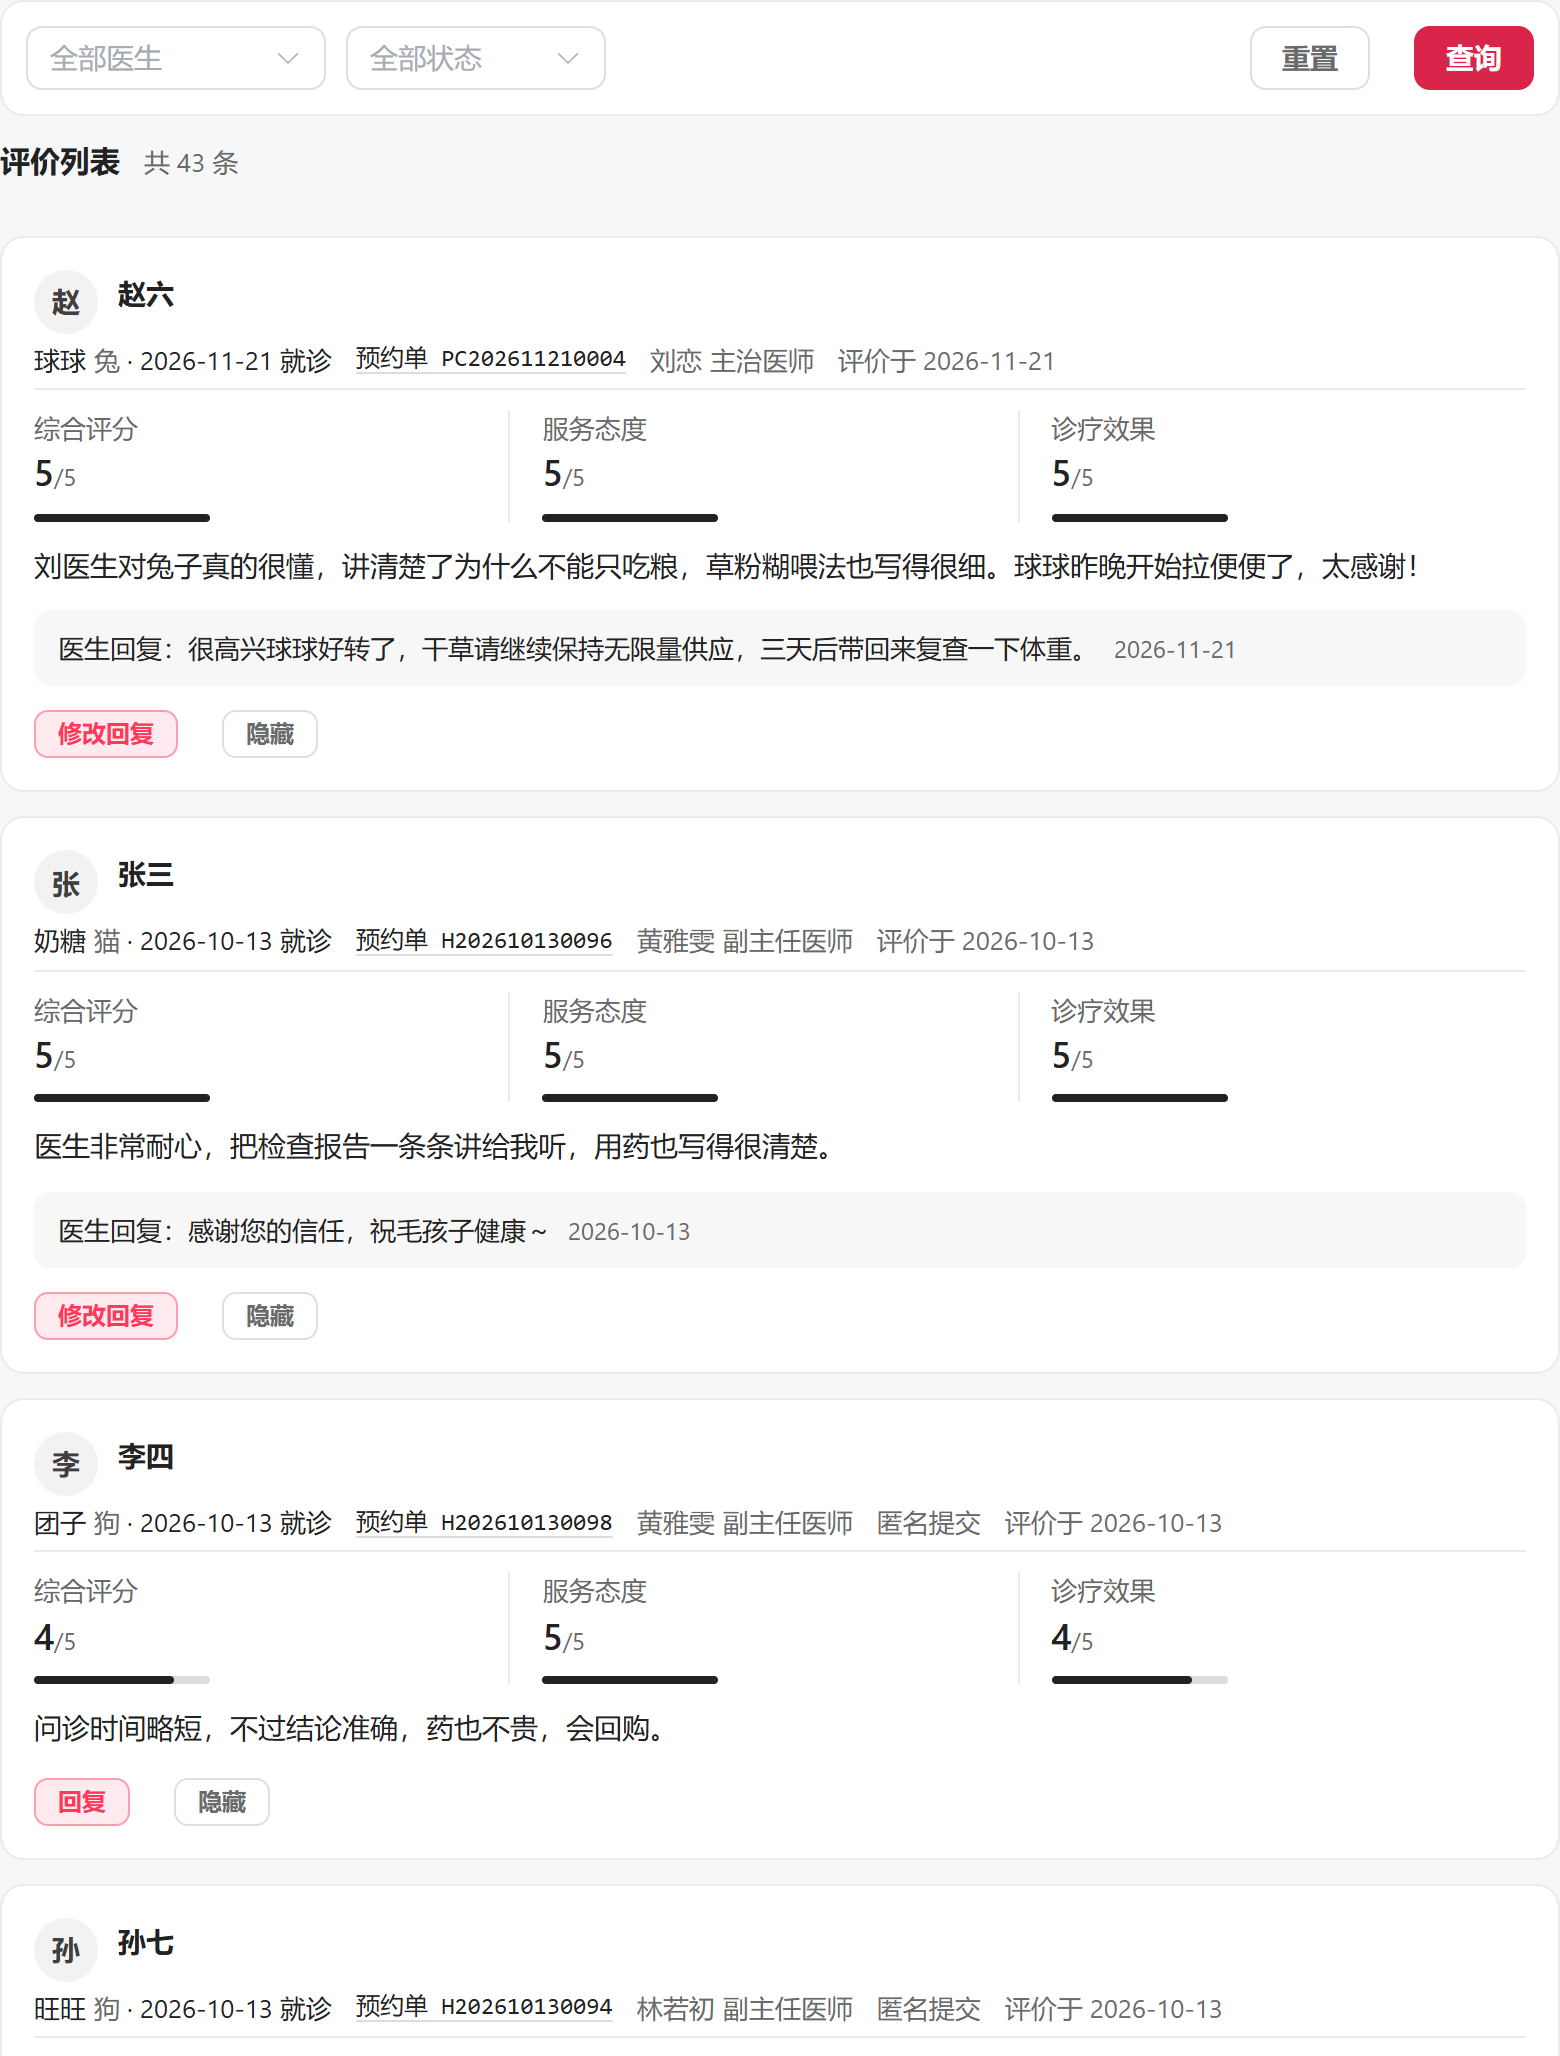 全部医生 全部状态 重置 查询
评价列表 共 43 条
赵 赵六
球球 兔 · 2026-11-21 就诊 预约单 PC202611210004 刘恋 主治医师 评价于 2026-11-21
综合评分 服务态度 诊疗效果
5/5 5/5 5/5
刘医生对兔子真的很懂，讲清楚了为什么不能只吃粮，草粉糊喂法也写得很细。球球昨晚开始拉便便了，太感谢！
医生回复：很高兴球球好转了，干草请继续保持无限量供应，三天后带回来复查一下体重。 2026-11-21
修改回复 隐藏
张 张三
奶糖 猫 · 2026-10-13 就诊 预约单 H202610130096 黄雅雯 副主任医师 评价于 2026-10-13
综合评分 服务态度 诊疗效果
5/5 5/5 5/5
医生非常耐心，把检查报告一条条讲给我听，用药也写得很清楚。
医生回复：感谢您的信任，祝毛孩子健康～ 2026-10-13
修改回复 隐藏
李 李四
团子 狗 · 2026-10-13 就诊 预约单 H202610130098 黄雅雯 副主任医师 匿名提交 评价于 2026-10-13
综合评分 服务态度 诊疗效果
4/5 5/5 4/5
问诊时间略短，不过结论准确，药也不贵，会回购。
回复 隐藏
孙 孙七
旺旺 狗 · 2026-10-13 就诊 预约单 H202610130094 林若初 副主任医师 匿名提交 评价于 2026-10-13